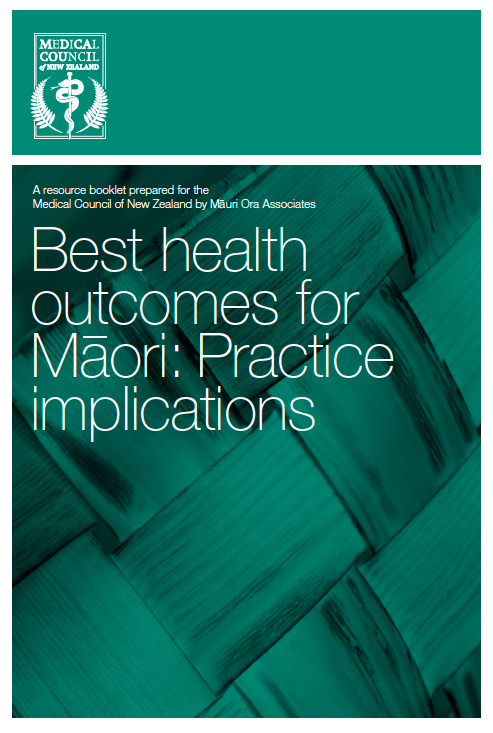 MEDICAL
COUNCIL
of NEW ZEALAND
A resource booklet prepared for the
Medical Council of New Zealand by Māuri Ora Associates
Best health
outcomes for
Māori: Practice
implications